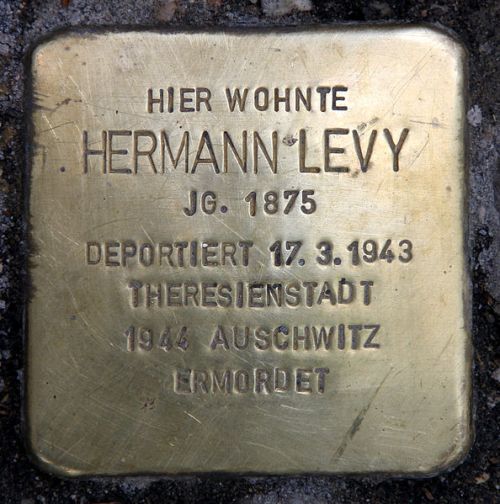 HIER WOHNTE
HERMANN LEVY
JG. 1875
DEPORTIERT 17. 3. 1943
THERESIENSTADT
1944 AUSCHWITZ
ERMORDET